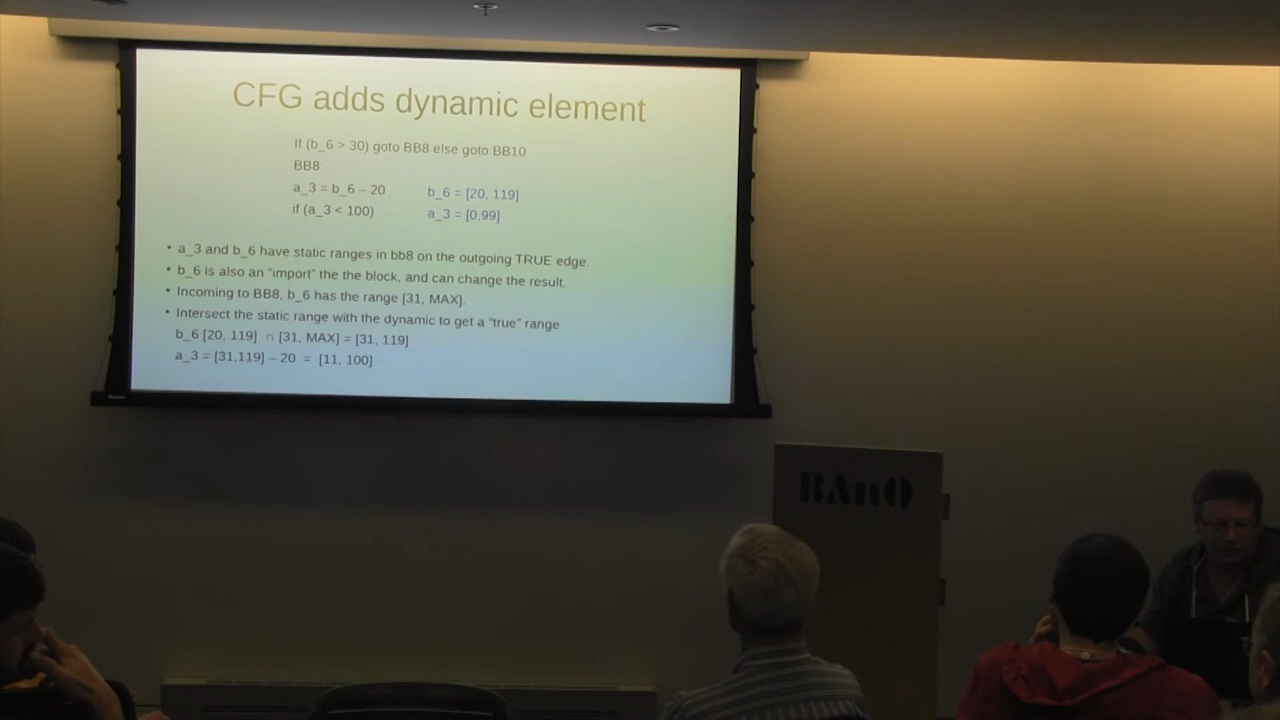 CFG adds dynamic element
If (b_6 > 30) goto BB8 else goto BB10
BB8:
a_3 = b_6 – 20 b_6 = [20, 119]
if (a_3 < 100) a_3 = [0,99]
• a_3 and b_6 have static ranges in bb8 on the outgoing TRUE edge.
• b_6 is also an “import” the the block, and can change the result.
• Incoming to BB8, b_6 has the range [31, MAX].
• Intersect the static range with the dynamic to get a “true” range
b_6 [20, 119] ∩ [31, MAX] = [31, 119]
a_3 = [31,119] – 20 = [11, 100]
BAnQ